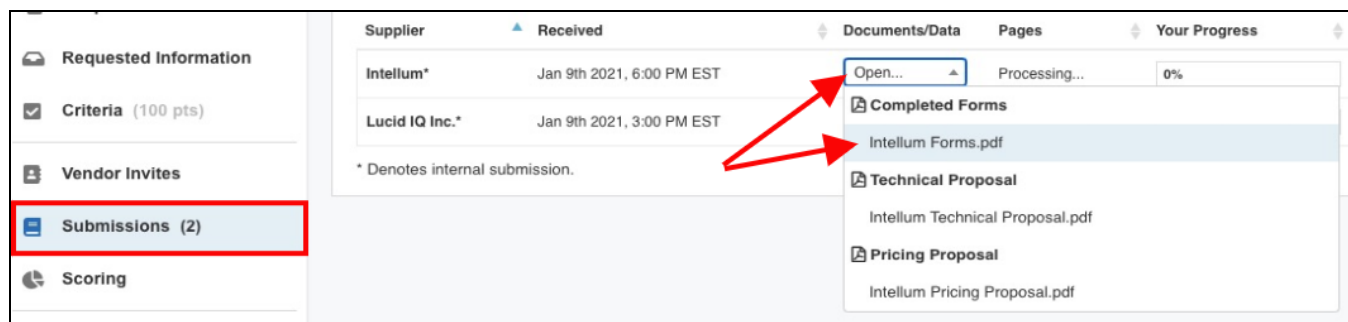 Requested Information
Criteria (100 pts)
Vendor Invites
Submissions (2)
Scoring
Supplier Received Documents/Data Pages Your Progress
Intellum* Jan 9th 2021, 6:00 PM EST Open... Processing... 0%
Lucid IQ Inc.* Jan 9th 2021, 3:00 PM EST
* Denotes internal submission.
Completed Forms
Intellum Forms.pdf
Technical Proposal
Intellum Technical Proposal.pdf
Pricing Proposal
Intellum Pricing Proposal.pdf